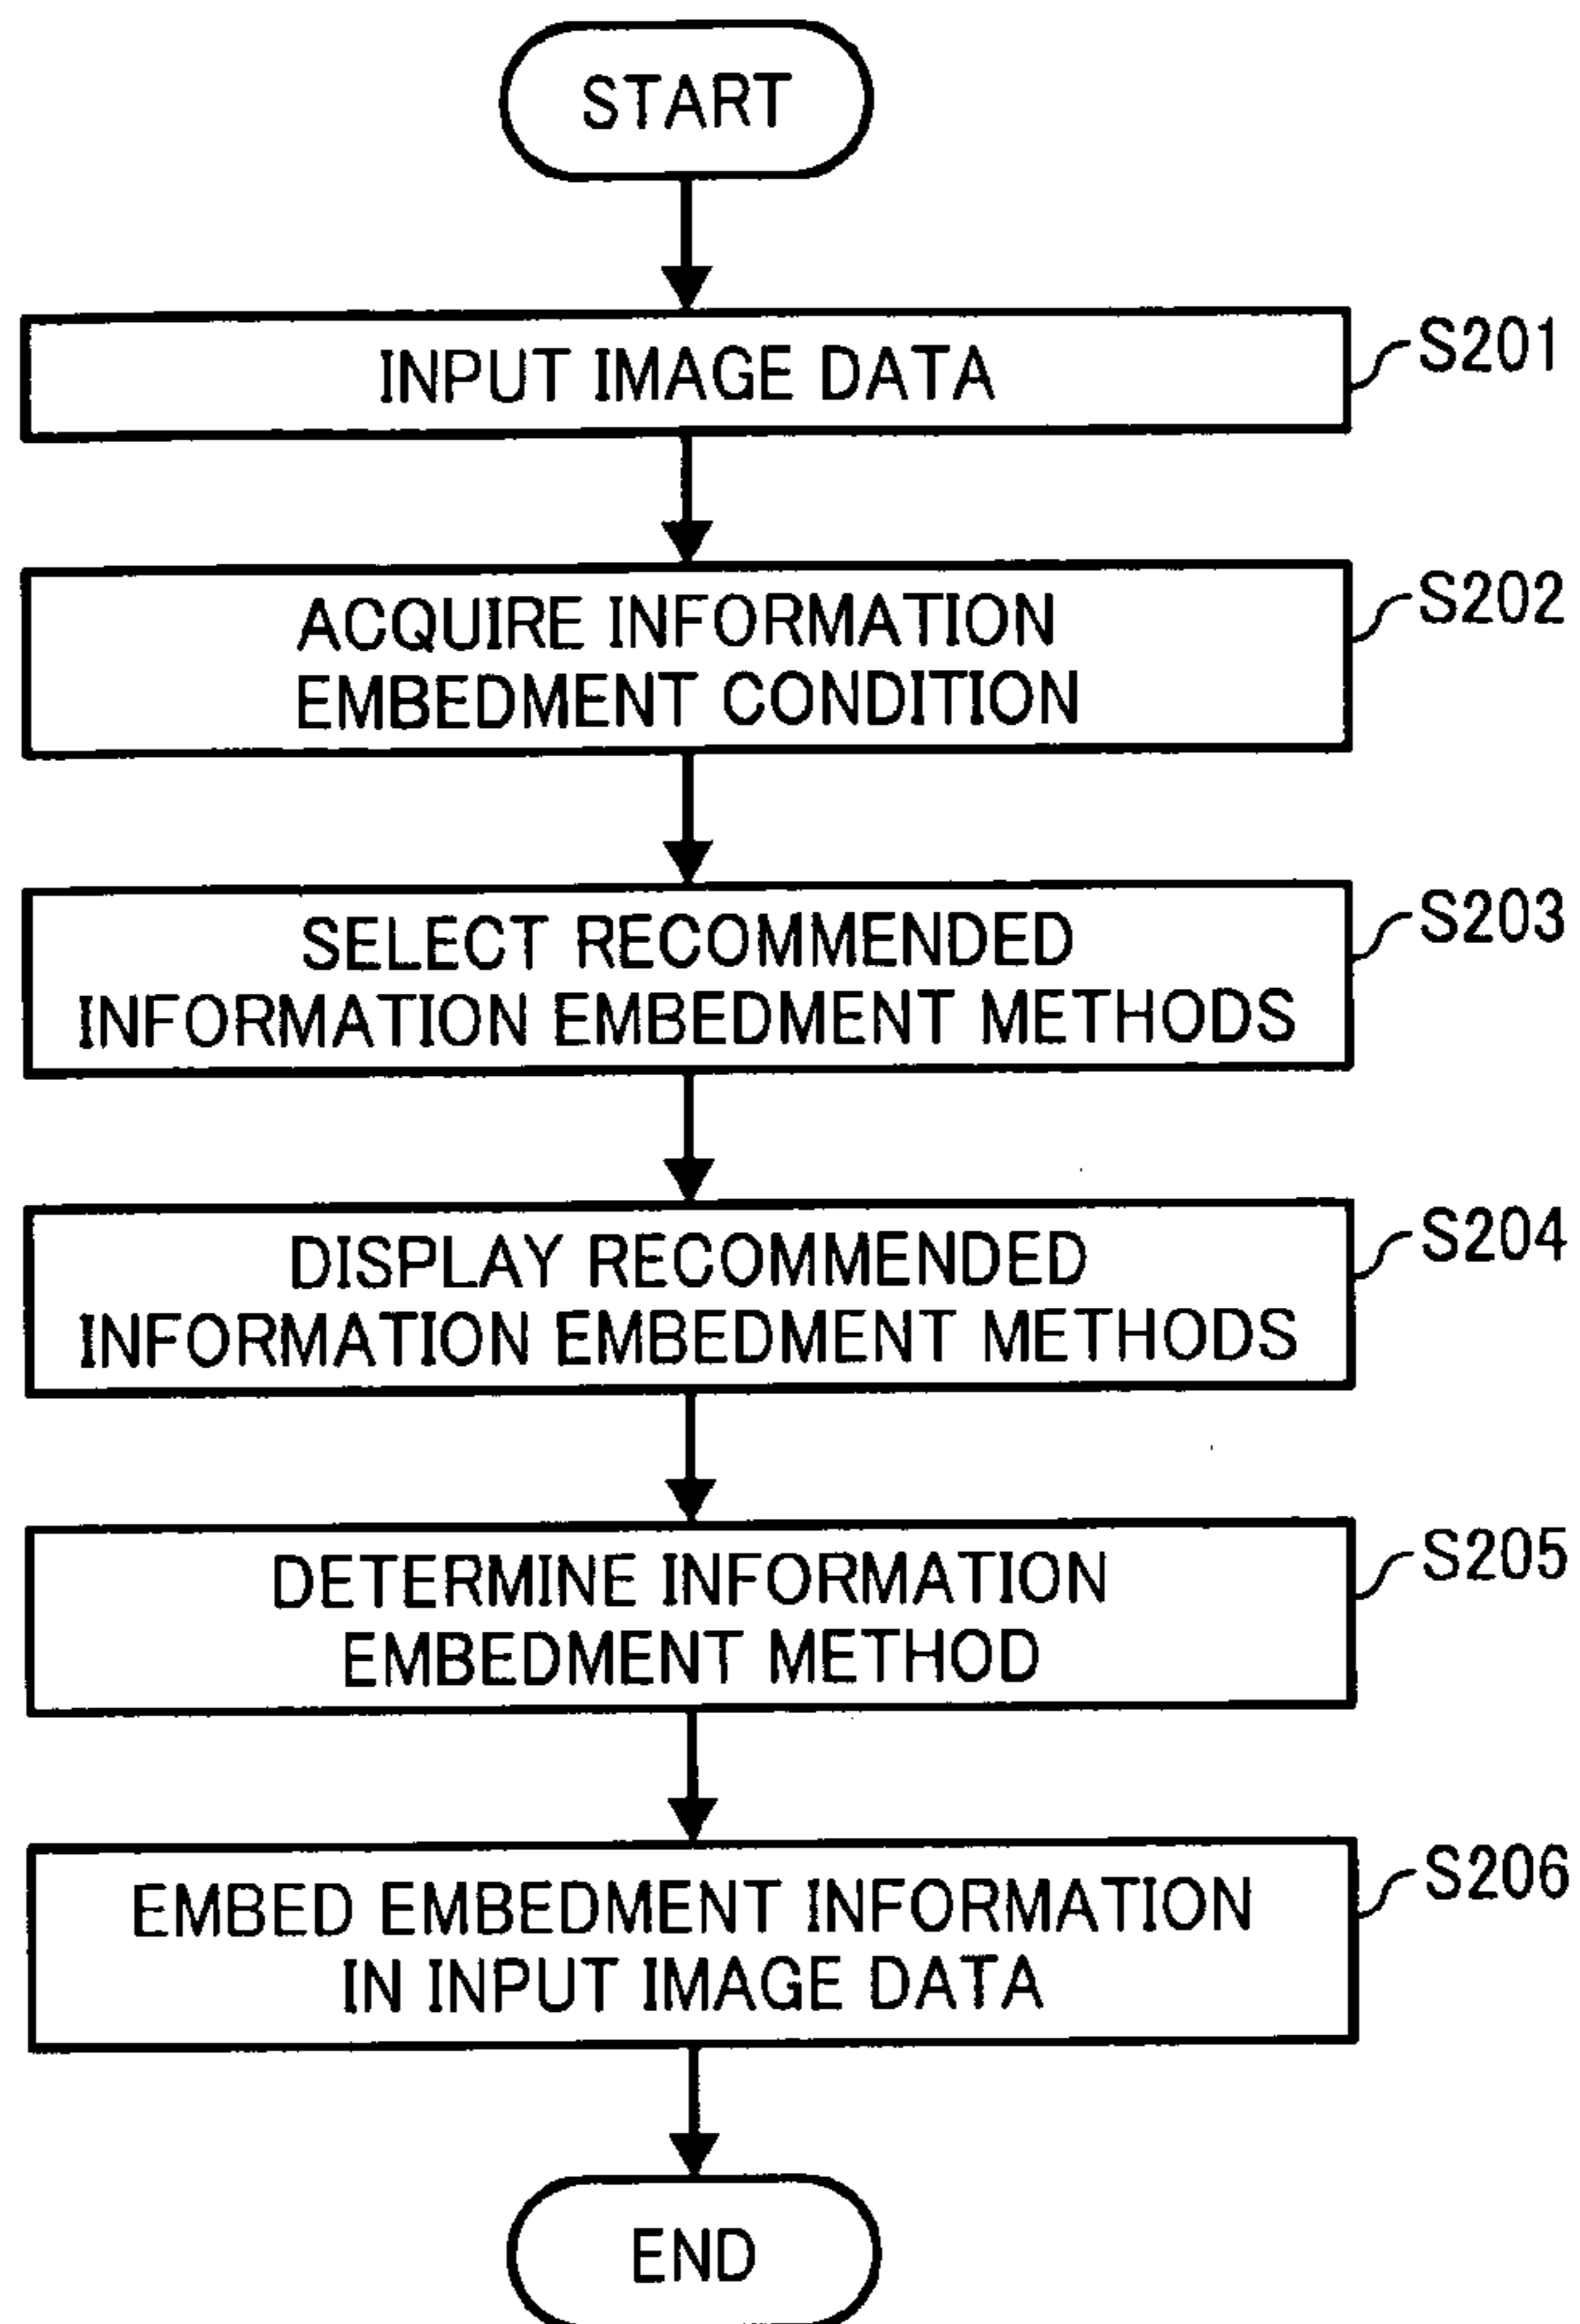 START
INPUT IMAGE DATA
S201
ACQUIRE INFORMATION
EMBEDMENT CONDITION
S202
SELECT RECOMMENDED
INFORMATION EMBEDMENT METHODS
S203
DISPLAY RECOMMENDED
INFORMATION EMBEDMENT METHODS
S204
DETERMINE INFORMATION
EMBEDMENT METHOD
S205
EMBED EMBEDMENT INFORMATION
IN INPUT IMAGE DATA
S206
END